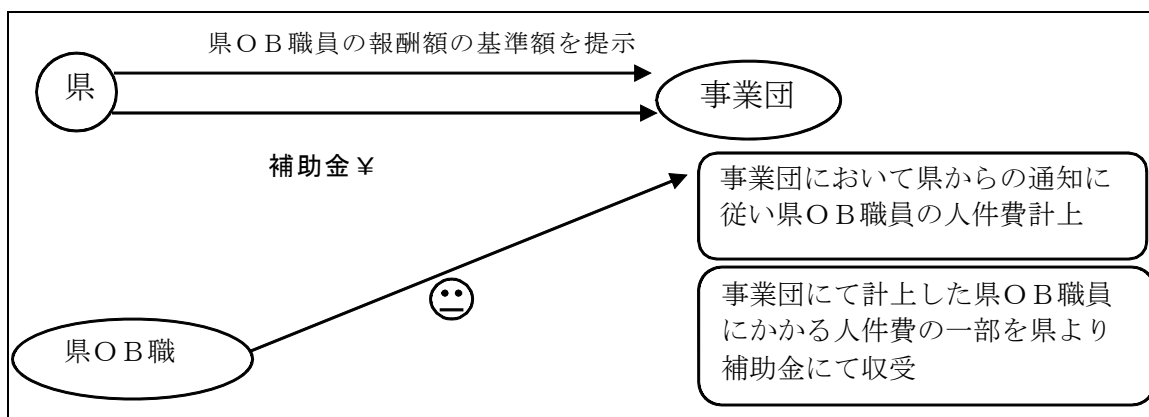 県ＯＢ職員の報酬額の基準額を提示
県
事業団
補助金￥
事業団において県からの通知に
従い県ＯＢ職員の人件費計上
事業団にて計上した県ＯＢ職員
にかかる人件費の一部を県より
補助金にて収受
県ＯＢ職